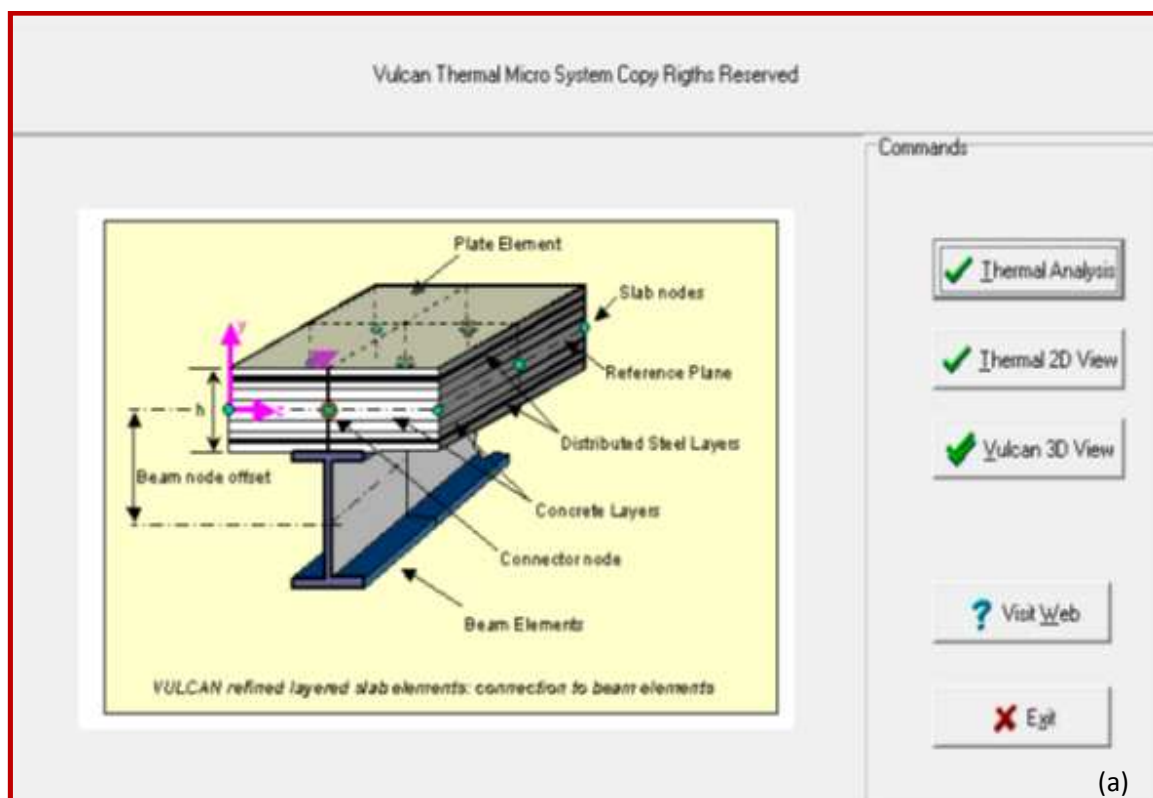 Vulcan Thermal Micro System Copy Rigths Reserved
Commands
Plate Element
Slab nodes
y
Reference Plane
h
z
Distributed Steel Layers
Beam node offset
Concrete Layers
Connector node
Beam Elements
VULCAN refined layered slab elements: connection to beam elements
Thermal Analysis
Thermal 2D View
Vulcan 3D View
? Visit Web
Exit
(a)